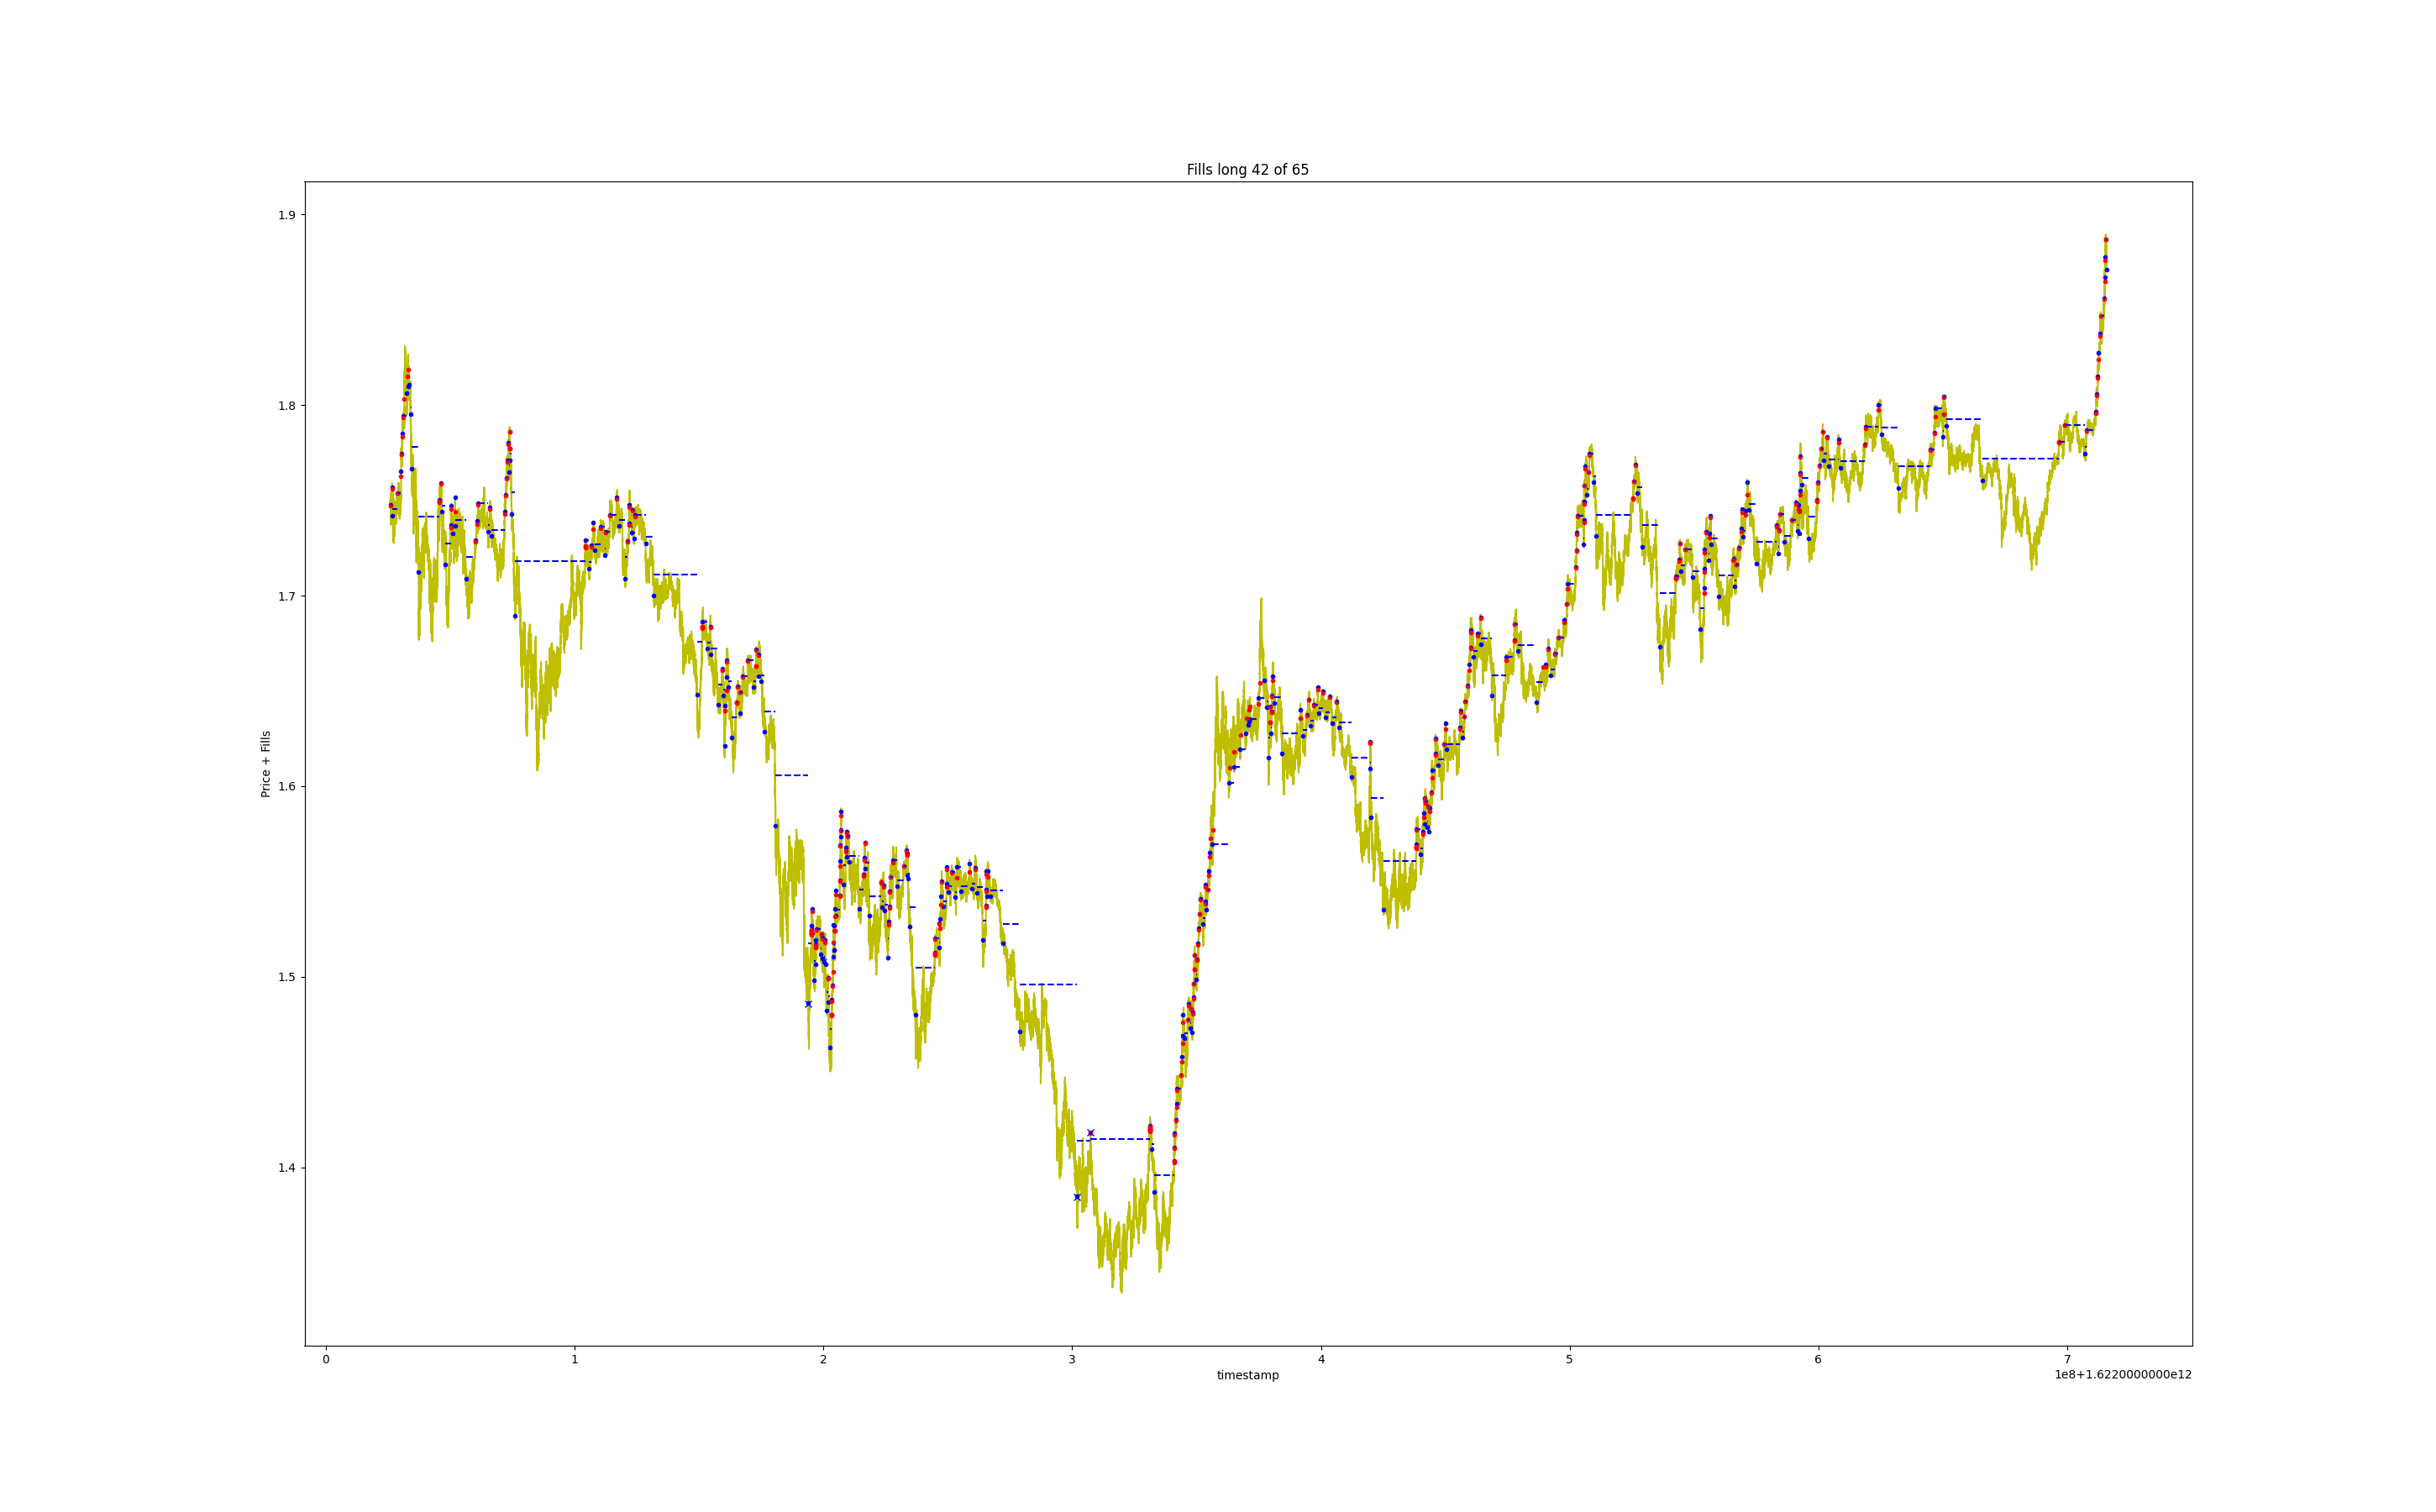 Fills long 42 of 65
1.9
1.8
1.7
1.6
1.5
1.4
Price + Fills
0 1 2 3 4 5 6 7
timestamp
1e8+1.6220000000e12